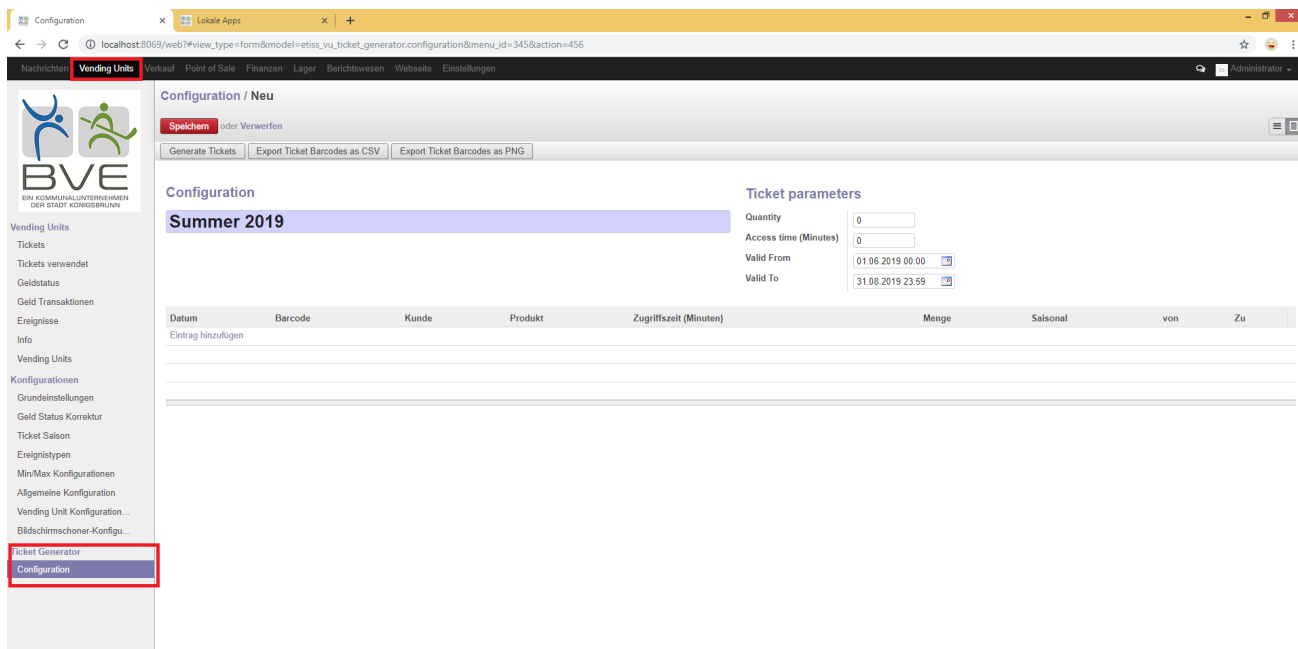 Configuration Lokale Apps
localhost:8069/web?#view_type=form&model=etiss_vu_ticket_generator.configuration&menu_id=345&action=456
Nachrichten Vending Units Verkauf Point of Sale Finanzen Lager Berichtswesen Webseite Einstellungen Administrator
BVE
EIN KOMMUNALUNTERNEHMEN
DER STADT KÖNIGSBRUNN
Vending Units
Tickets
Tickets verwendet
Geldstatus
Geld Transaktionen
Ereignisse
Info
Vending Units
Konfigurationen
Grundeinstellungen
Geld Status Korrektur
Ticket Saison
Ereignistypen
Min/Max Konfigurationen
Allgemeine Konfiguration
Vending Unit Konfiguration...
Bildschirmschoner-Konfigu...
Ticket Generator
Configuration
Configuration / Neu
Speichern oder Verwerfen
Generate Tickets Export Ticket Barcodes as CSV Export Ticket Barcodes as PNG
Configuration
Summer 2019
Ticket parameters
Quantity 0
Access time (Minutes) 0
Valid From 01.06.2019 00:00
Valid To 31.08.2019 23:59
Datum Barcode Kunde Produkt Zugriffszeit (Minuten) Menge Saisonal von Zu
Eintrag hinzufügen